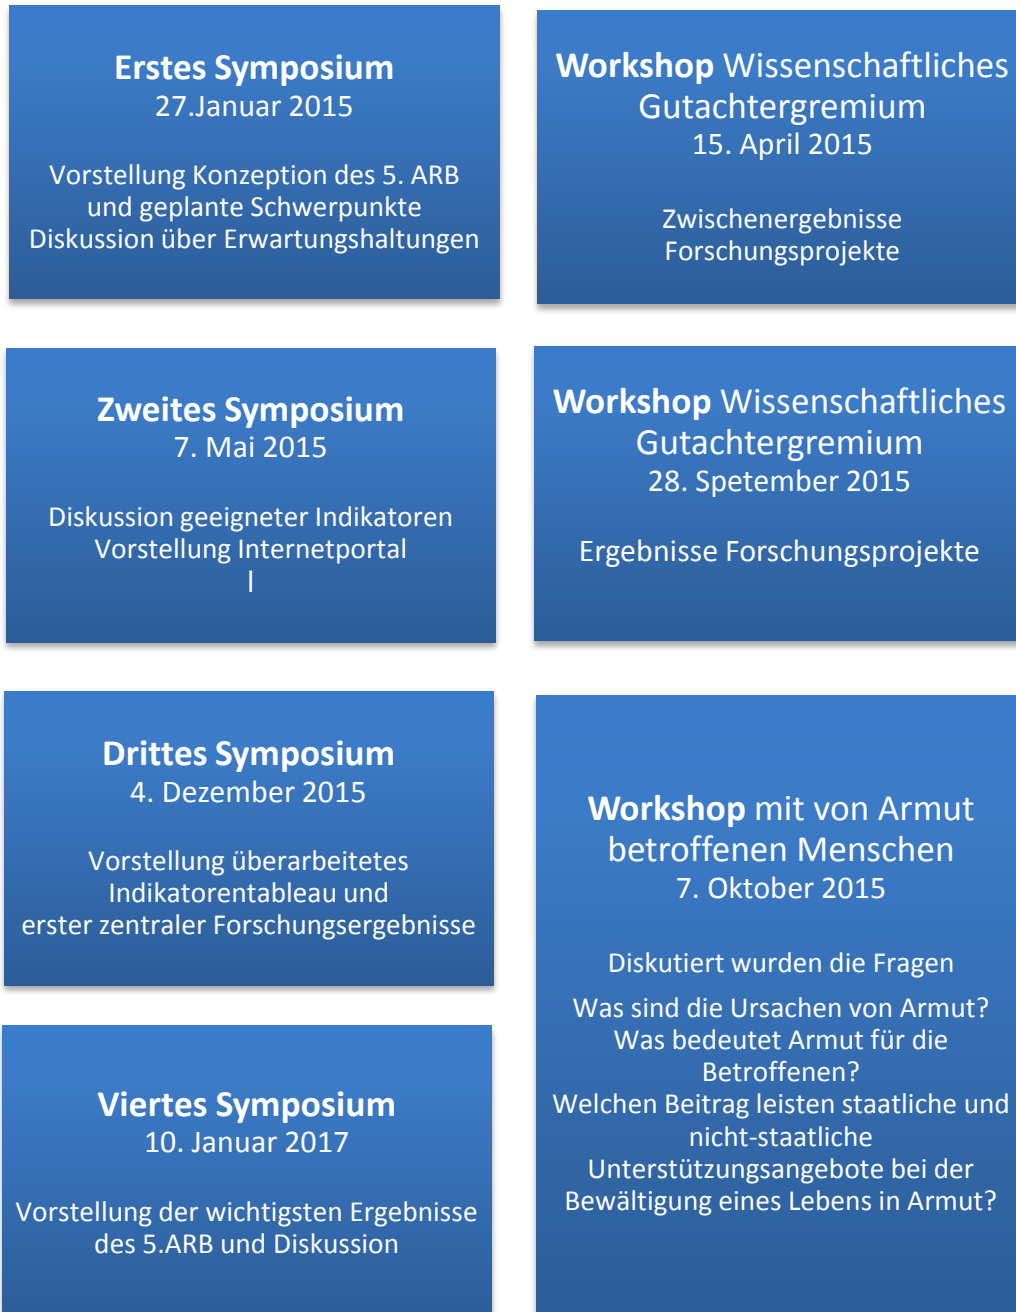 Erstes Symposium
27.Januar 2015
Vorstellung Konzeption des 5. ARB
und geplante Schwerpunkte
Diskussion über Erwartungshaltungen
Workshop Wissenschaftliches
Gutachtergremium
15. April 2015
Zwischenergebnisse
Forschungsprojekte
Zweites Symposium
7. Mai 2015
Diskussion geeigneter Indikatoren
Vorstellung Internetportal
l
Workshop Wissenschaftliches
Gutachtergremium
28. Spetember 2015
Ergebnisse Forschungsprojekte
Drittes Symposium
4. Dezember 2015
Vorstellung überarbeitetes
Indikatorentableau und
erster zentraler Forschungsergebnisse
Workshop mit von Armut
betroffenen Menschen
7. Oktober 2015
Diskutiert wurden die Fragen
Was sind die Ursachen von Armut?
Was bedeutet Armut für die
Betroffenen?
Welchen Beitrag leisten staatliche und
nicht-staatliche
Unterstützungsangebote bei der
Bewältigung eines Lebens in Armut?
Viertes Symposium
10. Januar 2017
Vorstellung der wichtigsten Ergebnisse
des 5.ARB und Diskussion